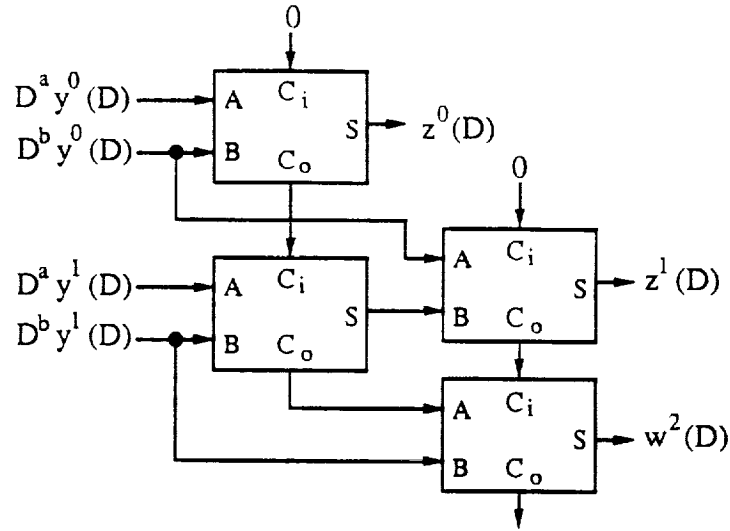 0
D^a y^0 (D) A C_i
S z^0(D)
D^b y^0 (D) B C_o
0
A C_i
D^a y^1 (D) A C_i
S z^1 (D)
S B C_o
D^b y^1 (D) B C_o
A C_i
S w^2(D)
B C_o